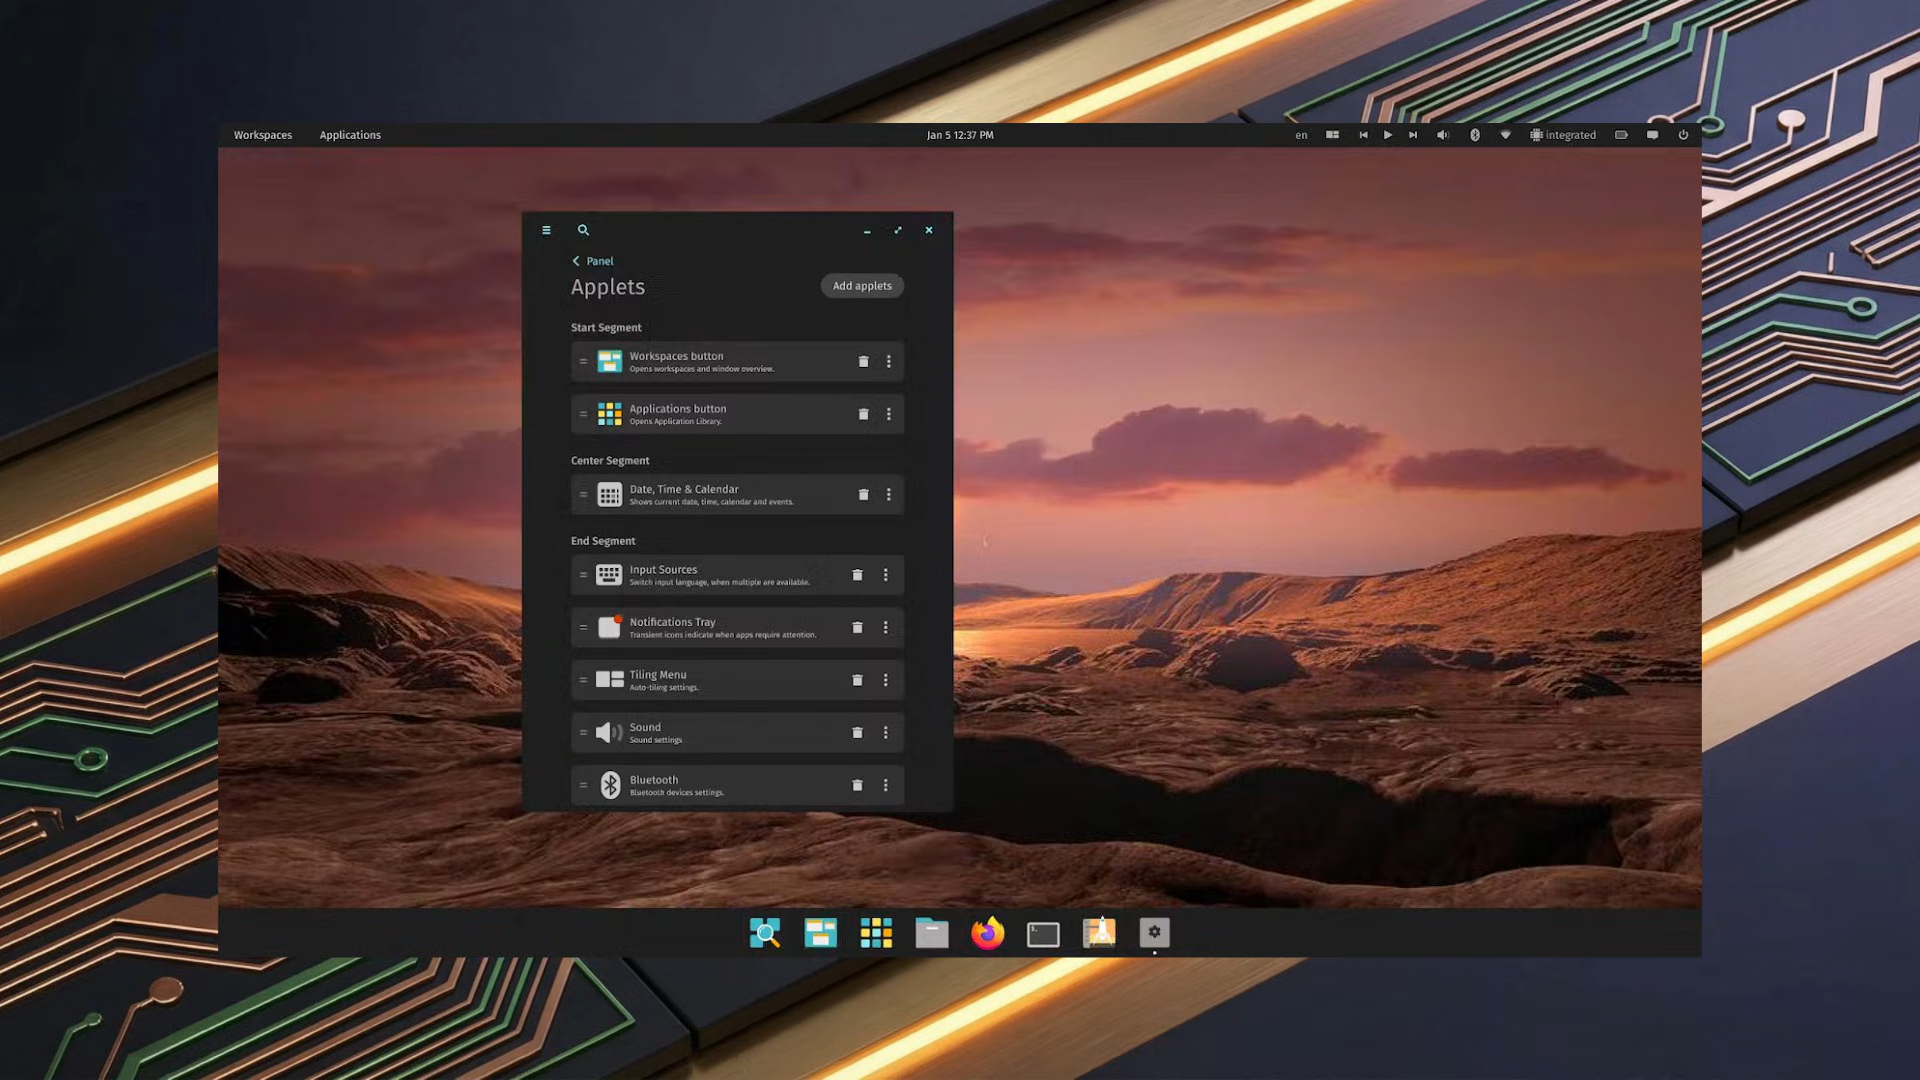 Workspaces Applications Jan 5 12:37 PM en integrated
Panel
Applets Add applets
Start Segment
Workspaces button
Opens workspaces and window overview.
Applications button
Opens Application Library.
Center Segment
Date, Time & Calendar
Shows current date, time, calendar and events.
End Segment
Input Sources
Switch input language, when multiple are available.
Notifications Tray
Transient icons indicate when apps require attention.
Tiling Menu
Auto-tiling settings.
Sound
Sound settings
Bluetooth
Bluetooth devices settings.